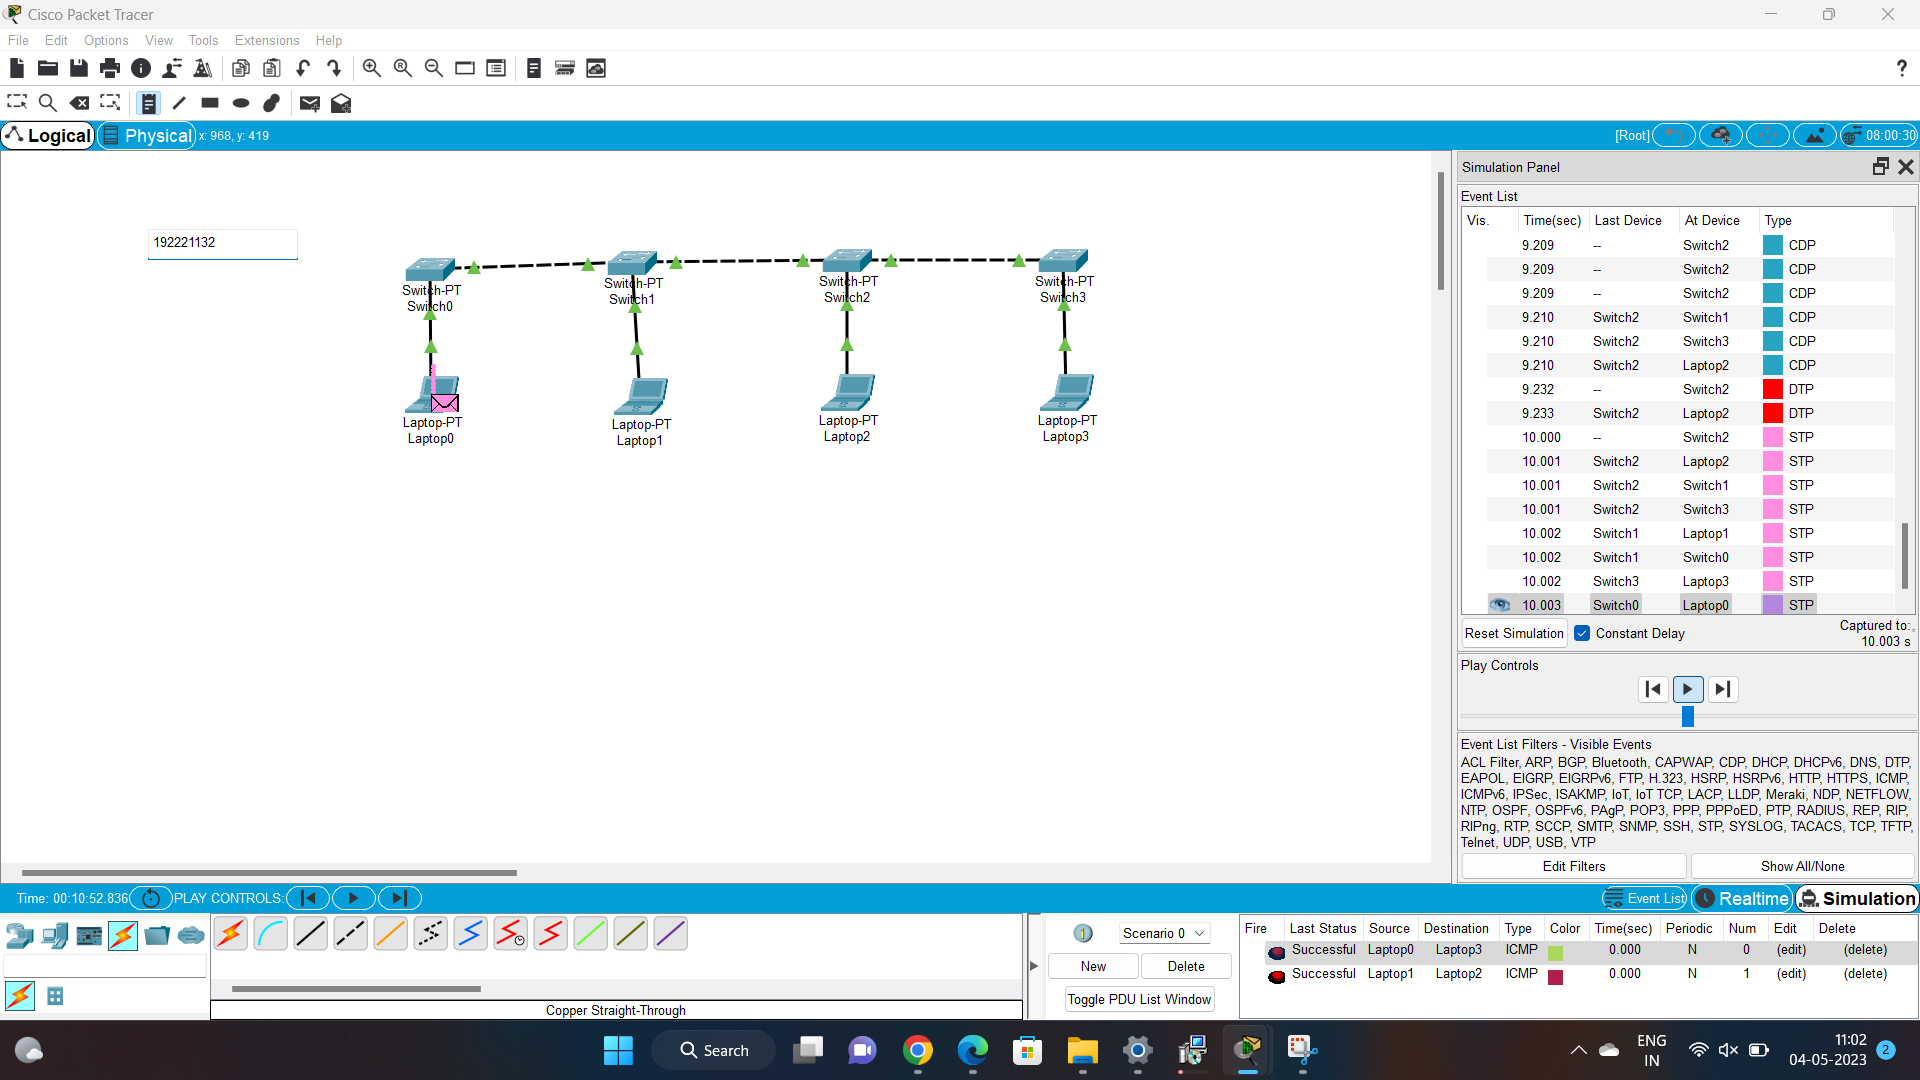 Cisco Packet Tracer
File Edit Options View Tools Extensions Help
?
Logical Physical x: 968, y: 419 [Root] 08:00:30
192221132
Switch-PT
Switch0
Switch-PT
Switch1
Switch-PT
Switch2
Switch-PT
Switch3
Laptop-PT
Laptop0
Laptop-PT
Laptop1
Laptop-PT
Laptop2
Laptop-PT
Laptop3
Simulation Panel
Event List
Vis. Time(sec) Last Device At Device Type
9.209 -- Switch2 CDP
9.209 -- Switch2 CDP
9.209 -- Switch2 CDP
9.210 Switch2 Switch1 CDP
9.210 Switch2 Switch3 CDP
9.210 Switch2 Laptop2 CDP
9.232 -- Switch2 DTP
9.233 Switch2 Laptop2 DTP
10.000 -- Switch2 STP
10.001 Switch2 Laptop2 STP
10.001 Switch2 Switch1 STP
10.001 Switch2 Switch3 STP
10.002 Switch1 Laptop1 STP
10.002 Switch1 Switch0 STP
10.002 Switch3 Laptop3 STP
10.003 Switch0 Laptop0 STP
Reset Simulation Constant Delay Captured to:
10.003 s
Play Controls
Event List Filters - Visible Events
ACL Filter, ARP, BGP, Bluetooth, CAPWAP, CDP, DHCP, DHCPv6, DNS, DTP,
EAPOL, EIGRP, EIGRPv6, FTP, H.323, HSRP, HSRPv6, HTTP, HTTPS, ICMP,
ICMPv6, IPSec, ISAKMP, IoT, IoT TCP, LACP, LLDP, Meraki, NDP, NETFLOW,
NTP, OSPF, OSPFv6, PAgP, POP3, PPP, PPPoED, PTP, RADIUS, REP, RIP,
RIPng, RTP, SCCP, SMTP, SNMP, SSH, STP, SYSLOG, TACACS, TCP, TFTP,
Telnet, UDP, USB, VTP
Edit Filters Show All/None
Time: 00:10:52.836 PLAY CONTROLS: Event List Realtime Simulation
Copper Straight-Through
Scenario 0
New Delete
Toggle PDU List Window
Fire Last Status Source Destination Type Color Time(sec) Periodic Num Edit Delete
Successful Laptop0 Laptop3 ICMP 0.000 N 0 (edit) (delete)
Successful Laptop1 Laptop2 ICMP 0.000 N 1 (edit) (delete)
Search
ENG
IN
11:02
04-05-2023
2